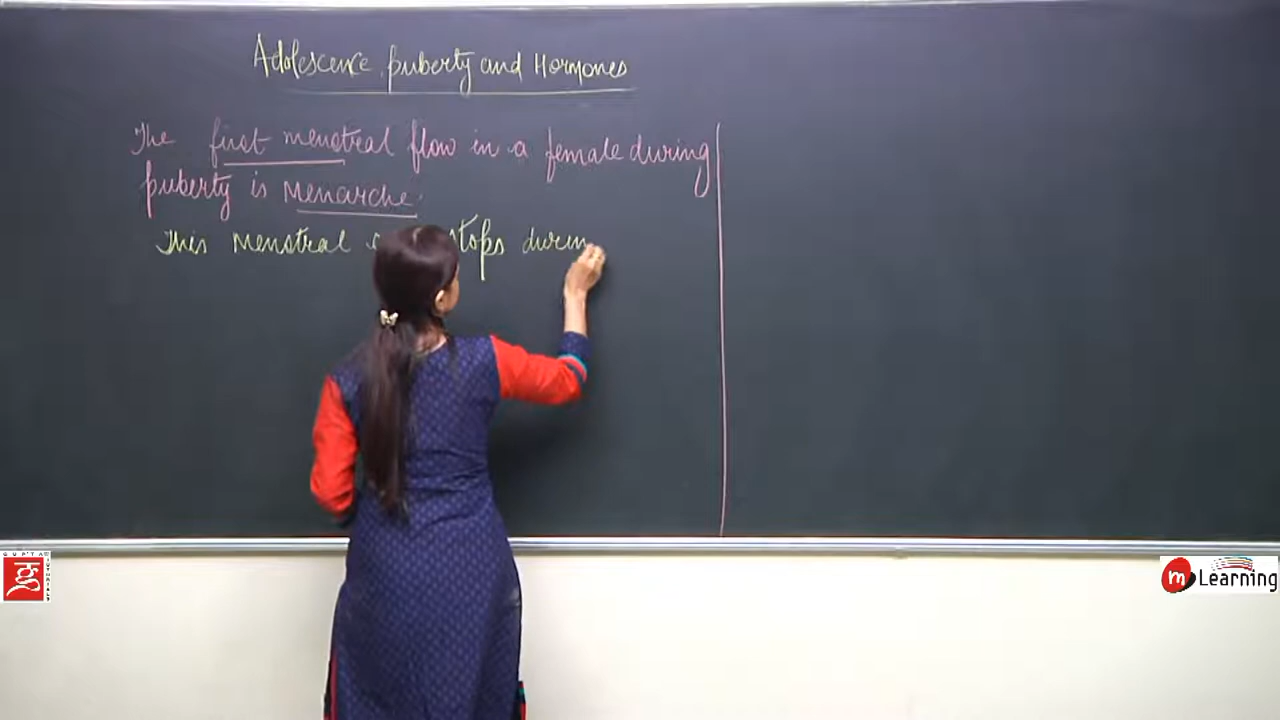 Adolescence, puberty and Hormones
The first menstrual flow in a female during
puberty is Menarche.
This Menstrual stops durin
GUPTA
m Learning